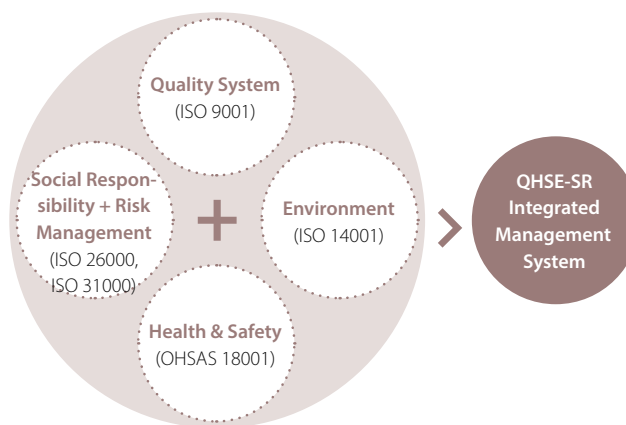 Quality System
(ISO 9001)
Social Respon-
sibility + Risk
Management
(ISO 26000,
ISO 31000)
+
Environment
(ISO 14001)
Health & Safety
(OHSAS 18001)
QHSE-SR
Integrated
Management
System